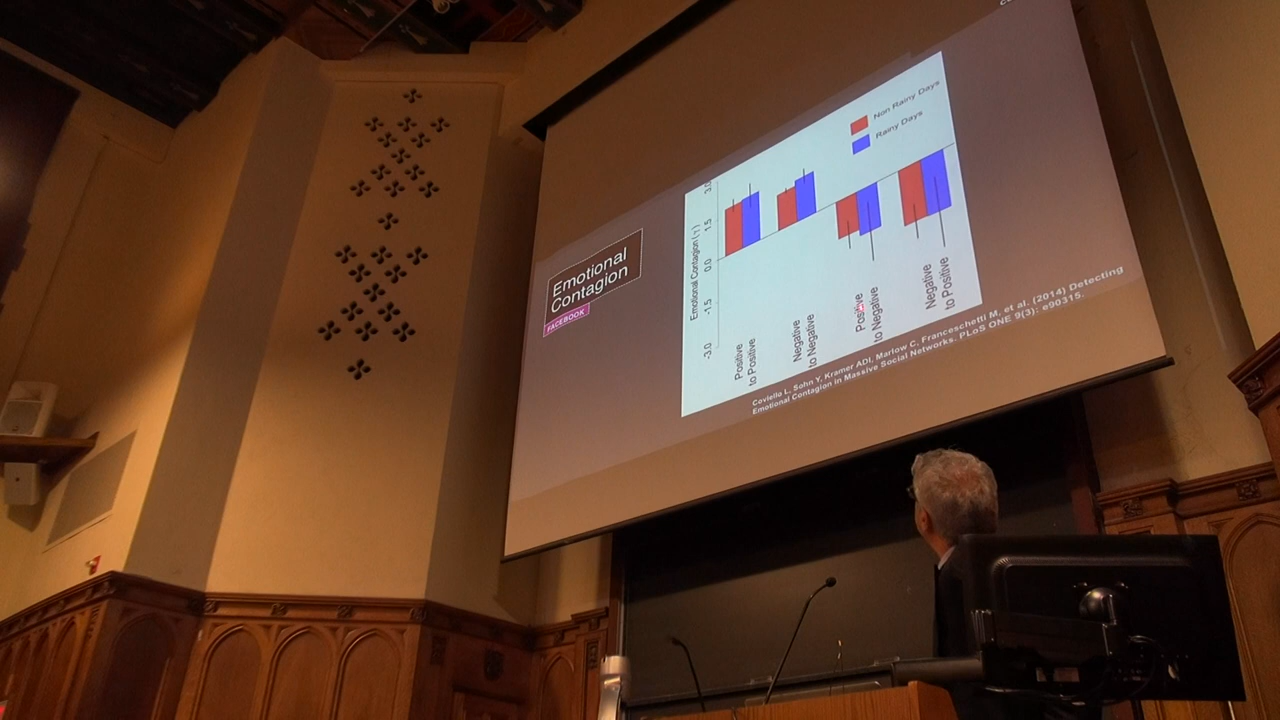 Emotional
Contagion
FACEBOOK
Emotional Contagion (γ)
3.0
1.5
0.0
-1.5
-3.0
Non Rainy Days
Rainy Days
Positive
to Positive
Negative
to Negative
Positive
to Negative
Negative
to Positive
Coviello L, Sohn Y, Kramer ADI, Marlow C, Franceschetti M, et al. (2014) Detecting
Emotional Contagion in Massive Social Networks. PLoS ONE 9(3): e90315.